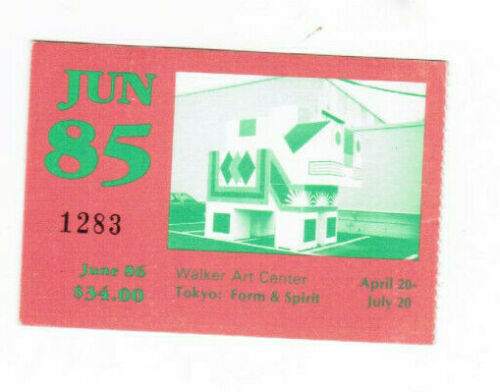 JUN
85
1283
June 86
$34.00
Walker Art Center
Tokyo: Form & Spirit
April 20-
July 20